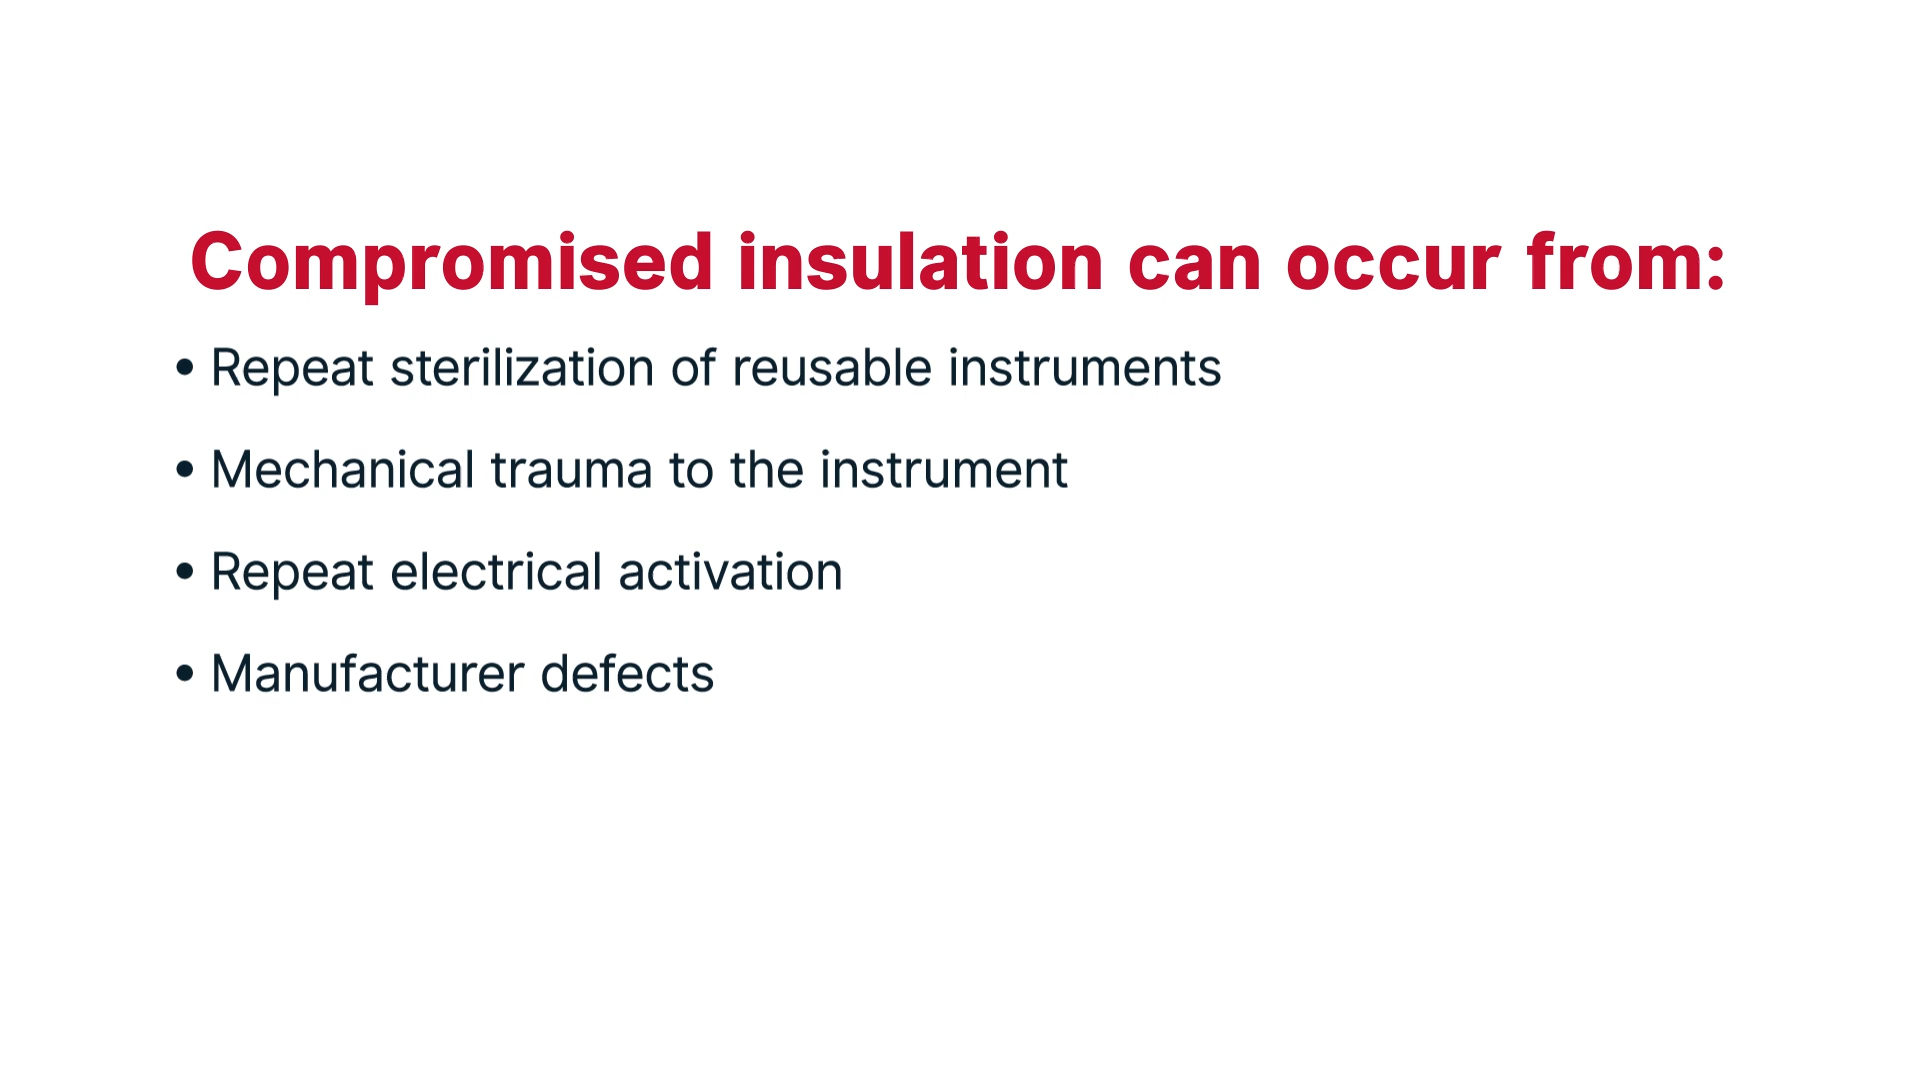 Compromised insulation can occur from:
• Repeat sterilization of reusable instruments
• Mechanical trauma to the instrument
• Repeat electrical activation
• Manufacturer defects